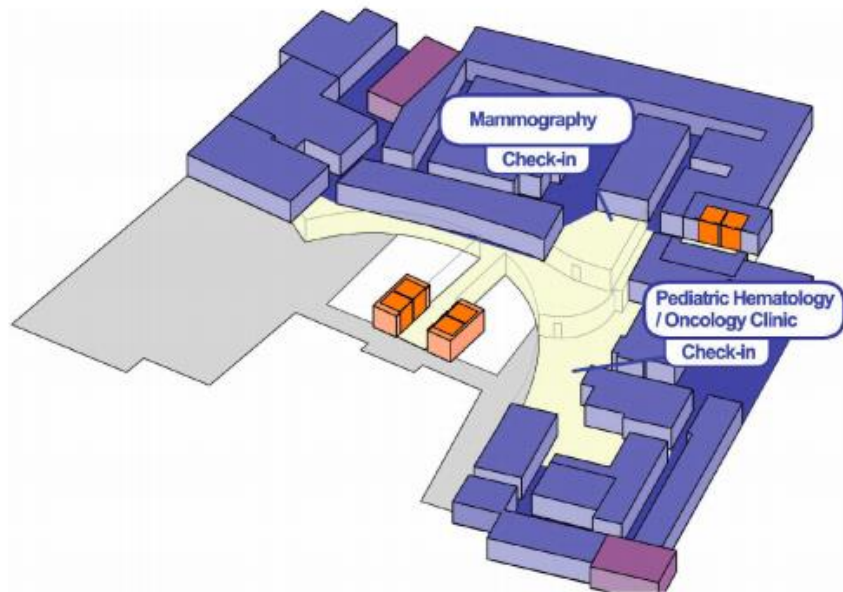 Mammography
Check-in
Pediatric Hematology
/ Oncology Clinic
Check-in